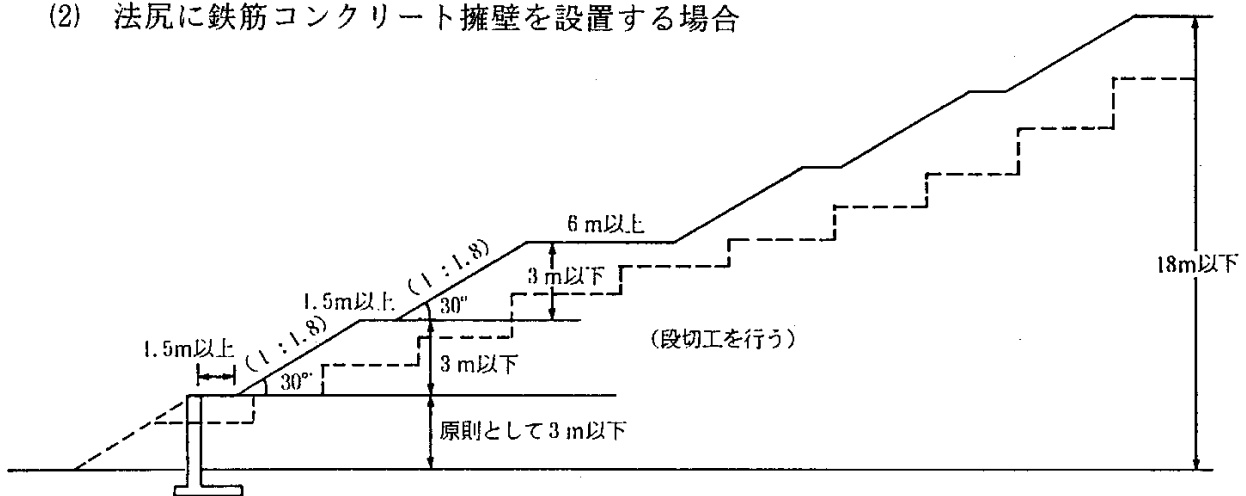 (2) 法尻に鉄筋コンクリート擁壁を設置する場合
6m以上
(1:1.8)
3m以下
18m以下
1.5m以上
30°
(1:1.8)
(段切工を行う)
1.5m以上
30°
3m以下
原則として3m以下